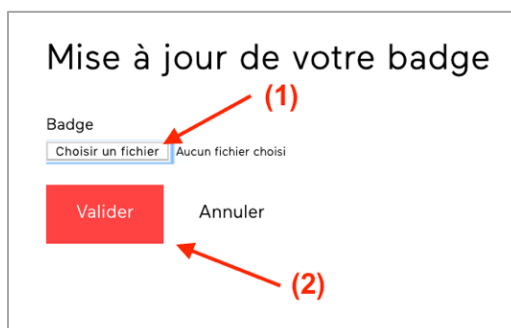 Mise à jour de votre badge
(1)
Badge
Choisir un fichier Aucun fichier choisi
Valider Annuler
(2)